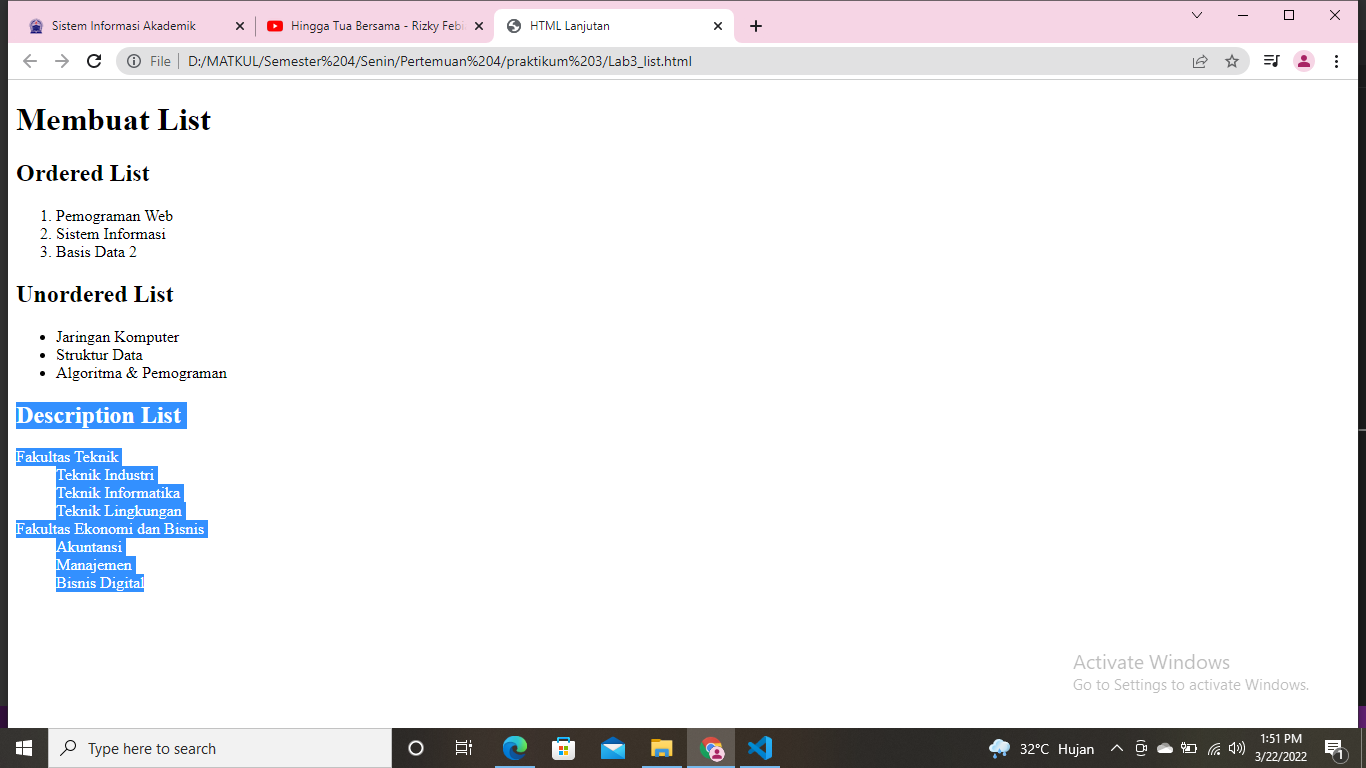 Sistem Informasi Akademik
Hingga Tua Bersama - Rizky Febi
HTML Lanjutan
File
D:/MATKUL/Semester%204/Senin/Pertemuan%204/praktikum%203/Lab3_list.html
Membuat List
Ordered List
1. Pemograman Web
2. Sistem Informasi
3. Basis Data 2
Unordered List
• Jaringan Komputer
• Struktur Data
• Algoritma & Pemograman
Description List
Fakultas Teknik
Teknik Industri
Teknik Informatika
Teknik Lingkungan
Fakultas Ekonomi dan Bisnis
Akuntansi
Manajemen
Bisnis Digital
Activate Windows
Go to Settings to activate Windows.
Type here to search
32°C Hujan
1:51 PM
3/22/2022
1